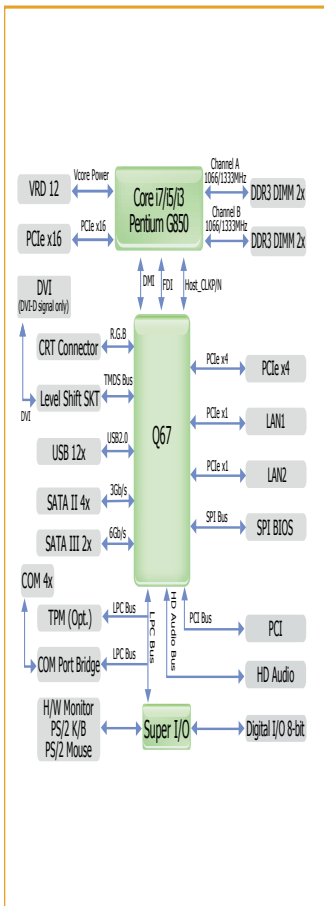 Channel A
1066/1333MHz
Vcore Power
VRD 12
Core i7/i5/i3
Pentium G850
DDR3 DIMM 2x
Channel B
1066/1333MHz
PCIe x16
PCIe x16
DDR3 DIMM 2x
DVI
(DVI-D signal only)
DMI
FDI
Host_CLKP/N
R.G.B
CRT Connector
PCIe x4
PCIe x4
TMDS Bus
Level Shift SKT
DVI
PCIe x1
LAN1
Q67
USB2.0
USB 12x
PCIe x1
LAN2
3Gb/s
SATA II 4x
SPI Bus
SPI BIOS
6Gb/s
SATA III 2x
COM 4x
LPC Bus
TPM (Opt.)
LPC Bus
HD Audio Bus
PCI Bus
PCI
LPC Bus
COM Port Bridge
HD Audio
H/W Monitor
PS/2 K/B
PS/2 Mouse
Super I/O
Digital I/O 8-bit